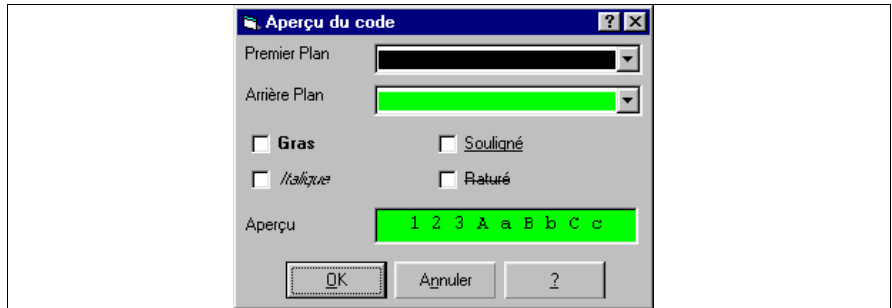 Aperçu du code ? X
Premier Plan
Arrière Plan
Gras Souligné
Italique Raturé
Aperçu 1 2 3 A a B b C c
OK Annuler ?